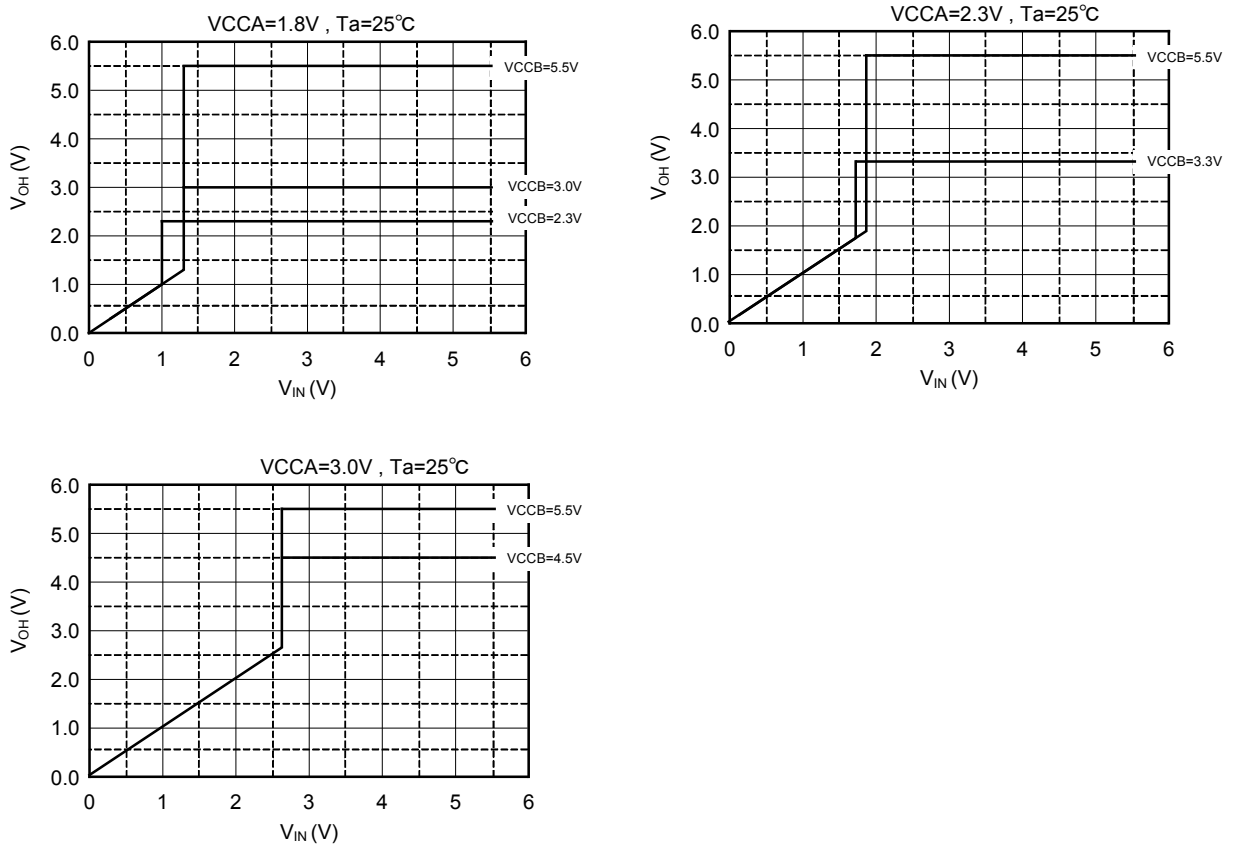 VCCA=1.8V , Ta=25℃
6.0
5.0
4.0
3.0
2.0
1.0
0.0
VOH (V)
VCCB=5.5V
VCCB=3.0V
VCCB=2.3V
0 1 2 3 4 5 6
VIN (V)
VCCA=2.3V , Ta=25℃
6.0
5.0
4.0
3.0
2.0
1.0
0.0
VOH (V)
VCCB=5.5V
VCCB=3.3V
0 1 2 3 4 5 6
VIN (V)
VCCA=3.0V , Ta=25℃
6.0
5.0
4.0
3.0
2.0
1.0
0.0
VOH (V)
VCCB=5.5V
VCCB=4.5V
0 1 2 3 4 5 6
VIN (V)